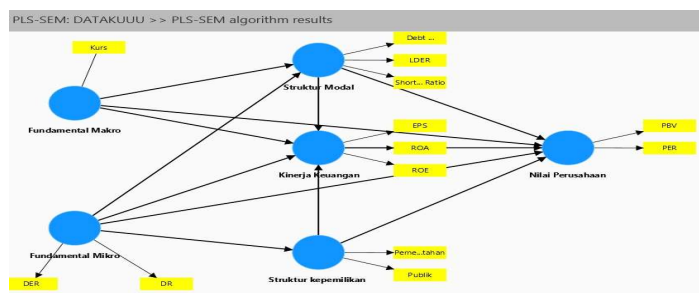 PLS-SEM: DATAKUUU >> PLS-SEM algorithm results
Debt ...
Kurs
LDER
Short... Ratio
Struktur Modal
Fundamental Makro
EPS
PBV
ROA
PER
ROE
Kinerja Keuangan
Nilai Perusahaan
Fundamental Mikro
Peme...tahan
Publik
Struktur kepemilikan
DER
DR